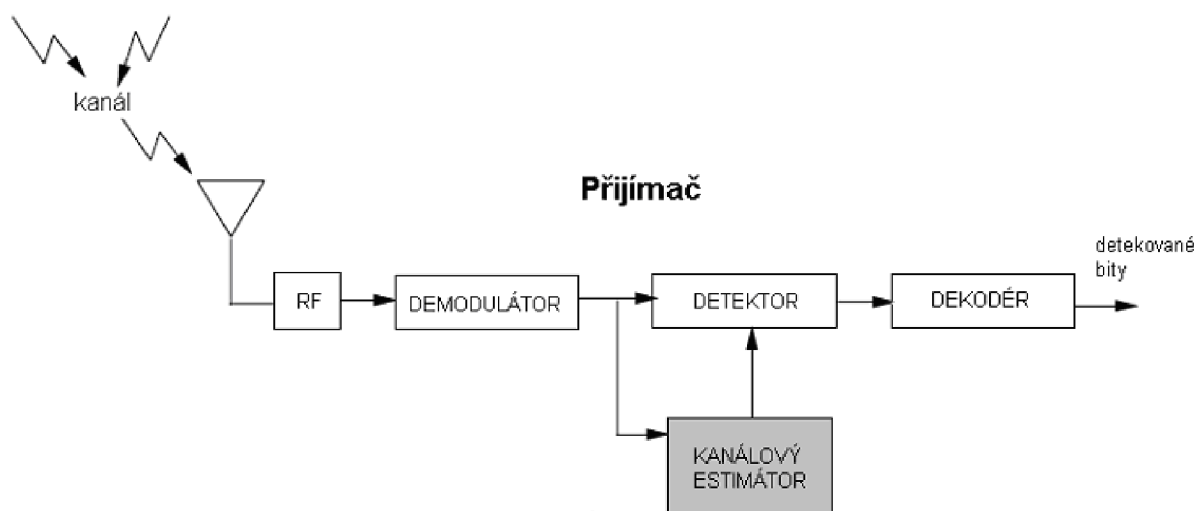 kanál
Přijímač
detekované
bity
RF
DEMODULÁTOR
DETEKTOR
DEKODÉR
KANÁLOVÝ
ESTIMÁTOR